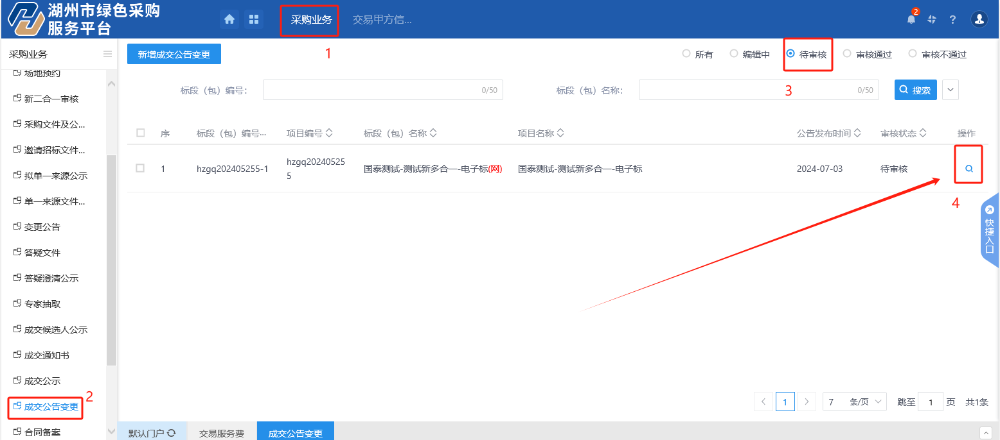 湖州市绿色采购
服务平台
采购业务
交易甲方信...
2
?
1
采购业务
新增成交公告变更
所有
编辑中
待审核
审核通过
审核不通过
场地预约
标段（包）编号：
0/50
标段（包）名称：
3
0/50
搜索
新二合一审核
采购文件及公...
序
标段（包）编号...
项目编号
标段（包）名称
项目名称
公告发布时间
审核状态
操作
邀请招标文件...
1
hzgq202405255-1
hzgq20240525
5
国泰测试-测试新多合一-电子标(网)
国泰测试-测试新多合一-电子标
2024-07-03
待审核
拟单一来源公示
单一来源文件...
4
快捷入口
变更公告
答疑文件
答疑澄清公示
专家抽取
成交候选人公示
成交通知书
成交公示
2
成交公告变更
1
7
条/页
跳至
1
页
共1条
合同备案
默认门户
交易服务费
成交公告变更